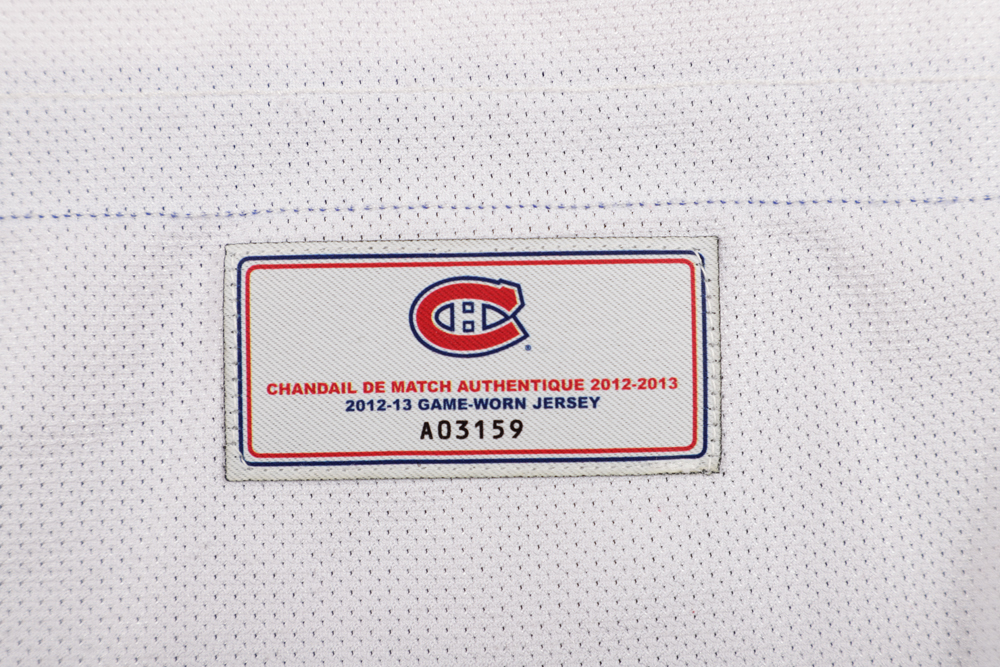 CHANDAIL DE MATCH AUTHENTIQUE 2012-2013
2012-13 GAME-WORN JERSEY
A03159